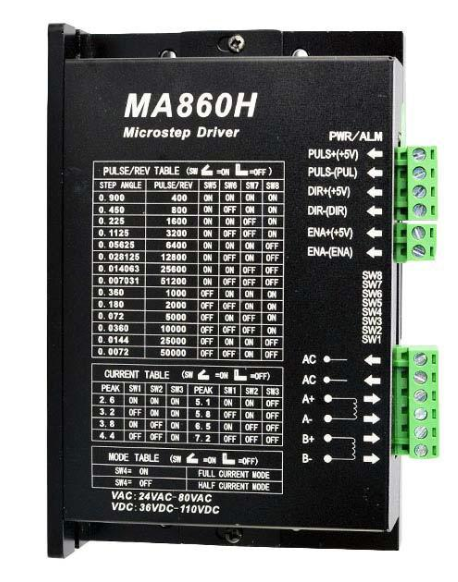 MA860H
Microstep Driver
PWR/ALM
PULS+(+5V)
PULS-(PUL)
DIR+(+5V)
DIR-(DIR)
ENA+(+5V)
ENA-(ENA)
SW8
SW7
SW6
SW5
SW4
SW3
SW2
SW1
AC
AC
A+
A-
B+
B-
PULSE/REV TABLE (SW =ON =OFF)
STEP ANGLE PULSE/REV SW5 SW6 SW7 SW8
0.900 400 ON ON ON ON
0.450 800 ON OFF ON ON
0.225 1600 ON ON OFF ON
0.1125 3200 ON OFF OFF ON
0.05625 6400 ON ON ON OFF
0.028125 12800 ON OFF ON OFF
0.014063 25600 ON ON OFF OFF
0.007031 51200 ON OFF OFF OFF
0.360 1000 OFF ON ON ON
0.180 2000 OFF OFF ON ON
0.072 5000 OFF ON OFF ON
0.0360 10000 OFF OFF OFF ON
0.0144 25000 OFF ON OFF OFF
0.0072 50000 OFF OFF OFF OFF
CURRENT TABLE (SW =ON =OFF)
PEAK SW1 SW2 SW3 PEAK SW1 SW2 SW3
2.6 ON ON ON 5.1 ON ON OFF
3.2 OFF ON ON 5.8 OFF ON OFF
3.8 ON OFF ON 6.5 ON OFF OFF
4.4 OFF OFF ON 7.2 OFF OFF OFF
MODE TABLE (SW =ON =OFF)
SW4= ON FULL CURRENT MODE
SW4= OFF HALF CURRENT MODE
VAC:24VAC-80VAC
VDC:36VDC-110VDC